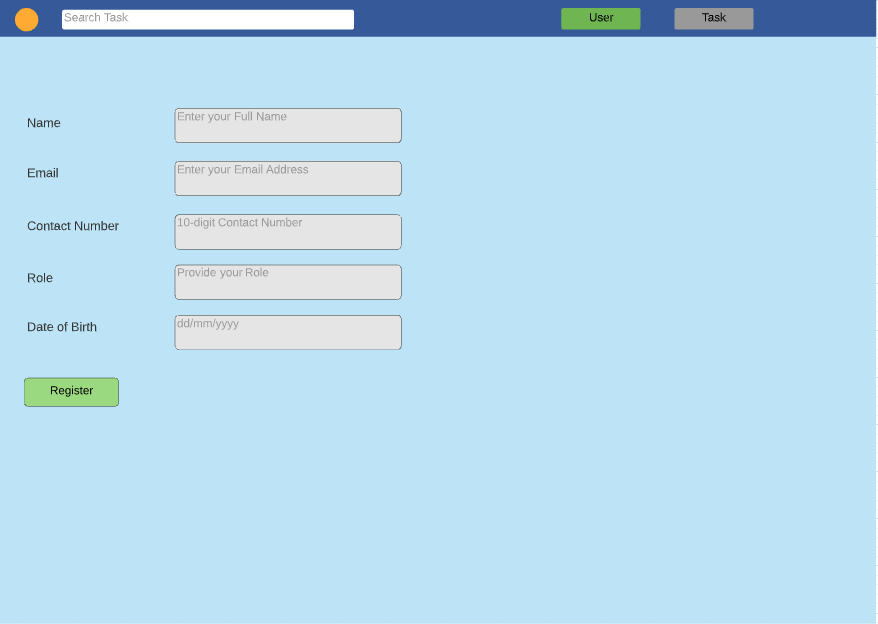 Search Task
User
Task
Name
Enter your Full Name
Email
Enter your Email Address
Contact Number
10-digit Contact Number
Role
Provide your Role
Date of Birth
dd/mm/yyyy
Register